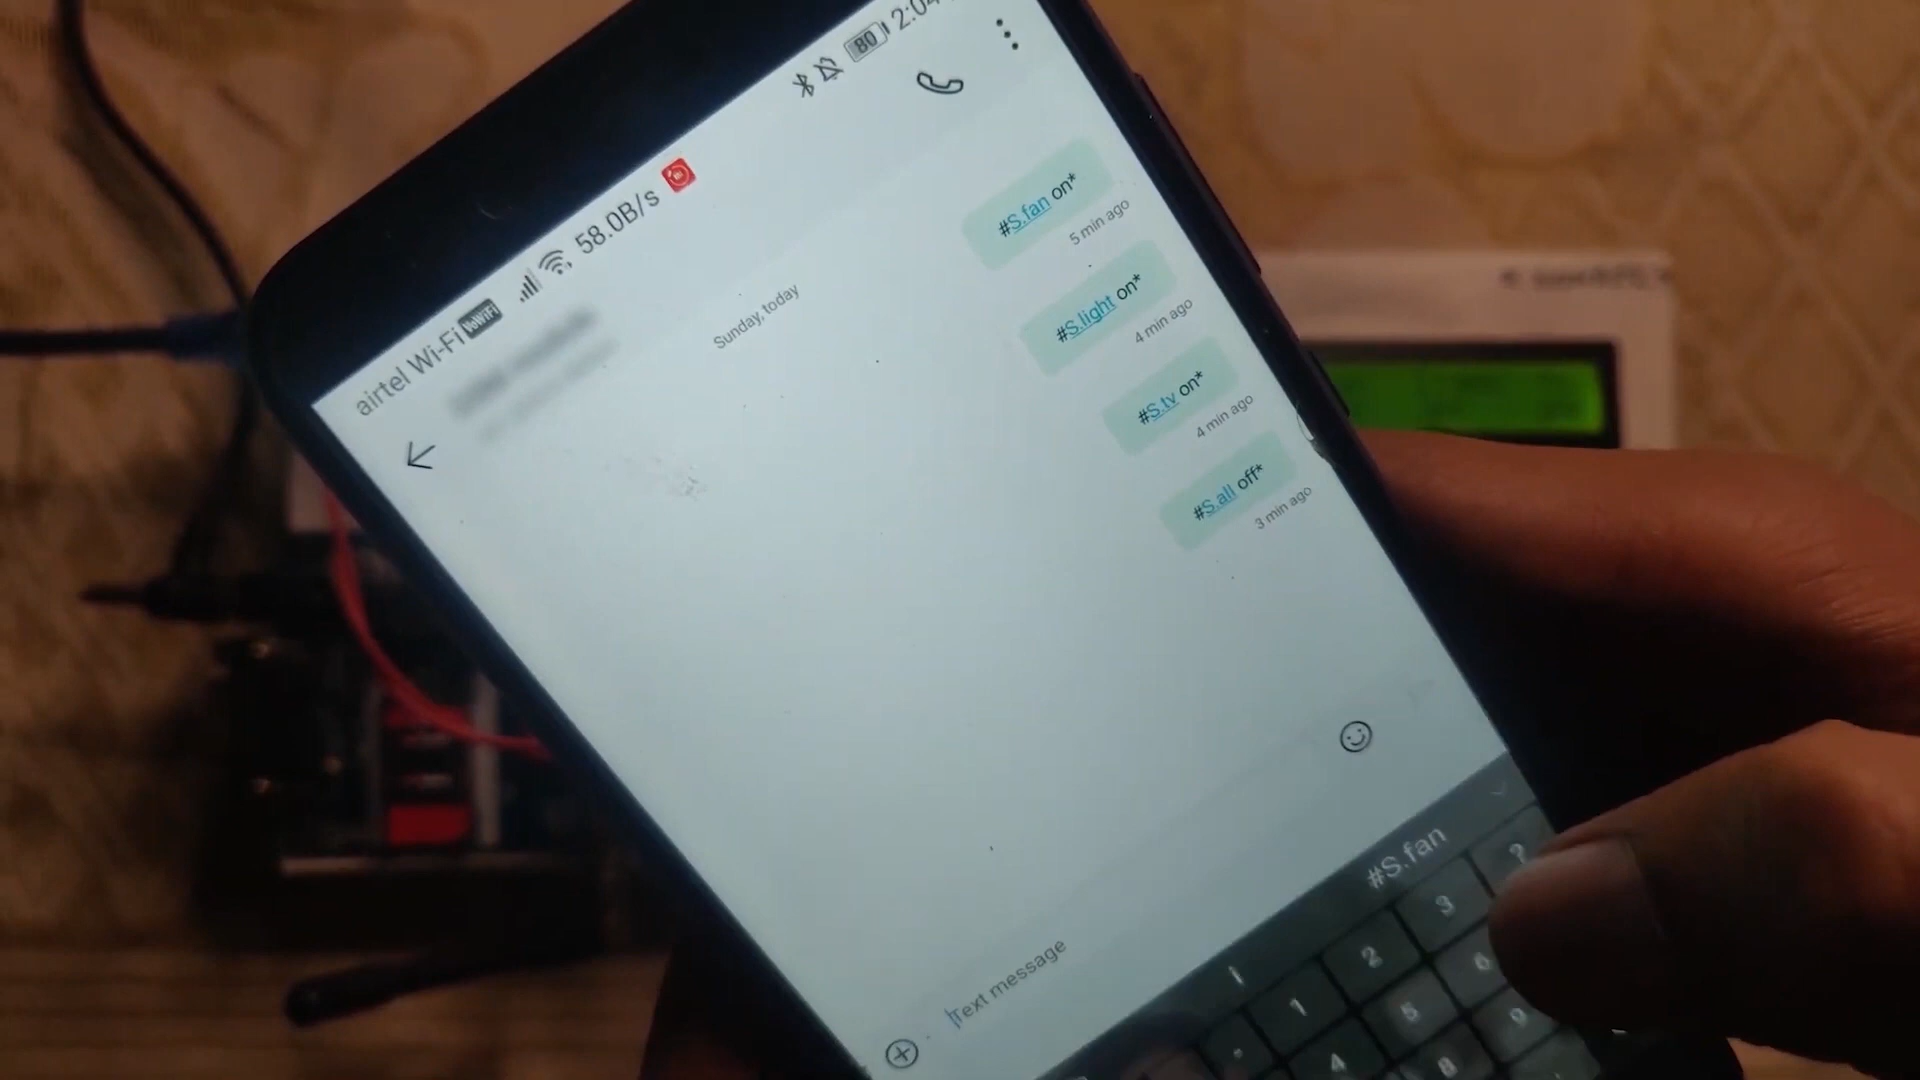 airtel Wi-Fi VoWiFi 58.0B/s 80 2:04
Sunday, today
#S.fan on*
5 min ago
#S.light on*
4 min ago
#S.tv on*
4 min ago
#S.all off*
3 min ago
Text message
i #S.fan
1 2 3 ?
4 5 6
8 9